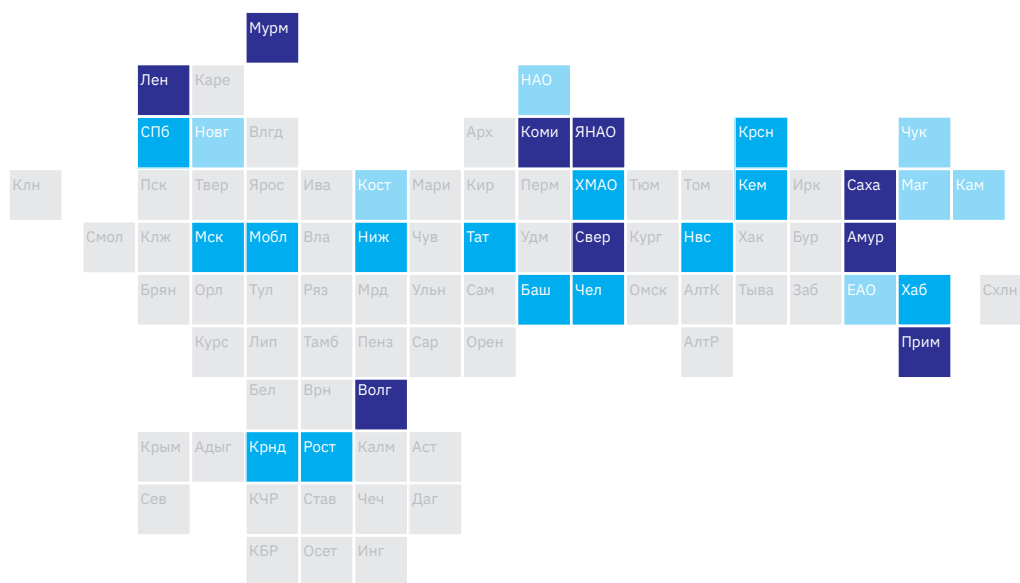 Мурм
Лен Каре НАО
СПб Новг Влгд Арх Коми ЯНАО Крсн Чук
Клн Пск Твер Ярос Ива Кост Мари Кир Перм ХМАО Тюм Том Кем Ирк Саха Маг Кам
Смол Клж Мск Мобл Вла Ниж Чув Тат Удм Свер Кург Нвс Хак Бур Амур
Брян Орл Тул Ряз Мрд Ульн Сам Баш Чел Омск АлтК Тыва Заб ЕАО Хаб Схлн
Курс Лип Тамб Пенз Сар Орен АлтР Прим
Бел Врн Волг
Крым Адыг Крнд Рост Калм Аст
Сев КЧР Став Чеч Даг
КБР Осет Инг